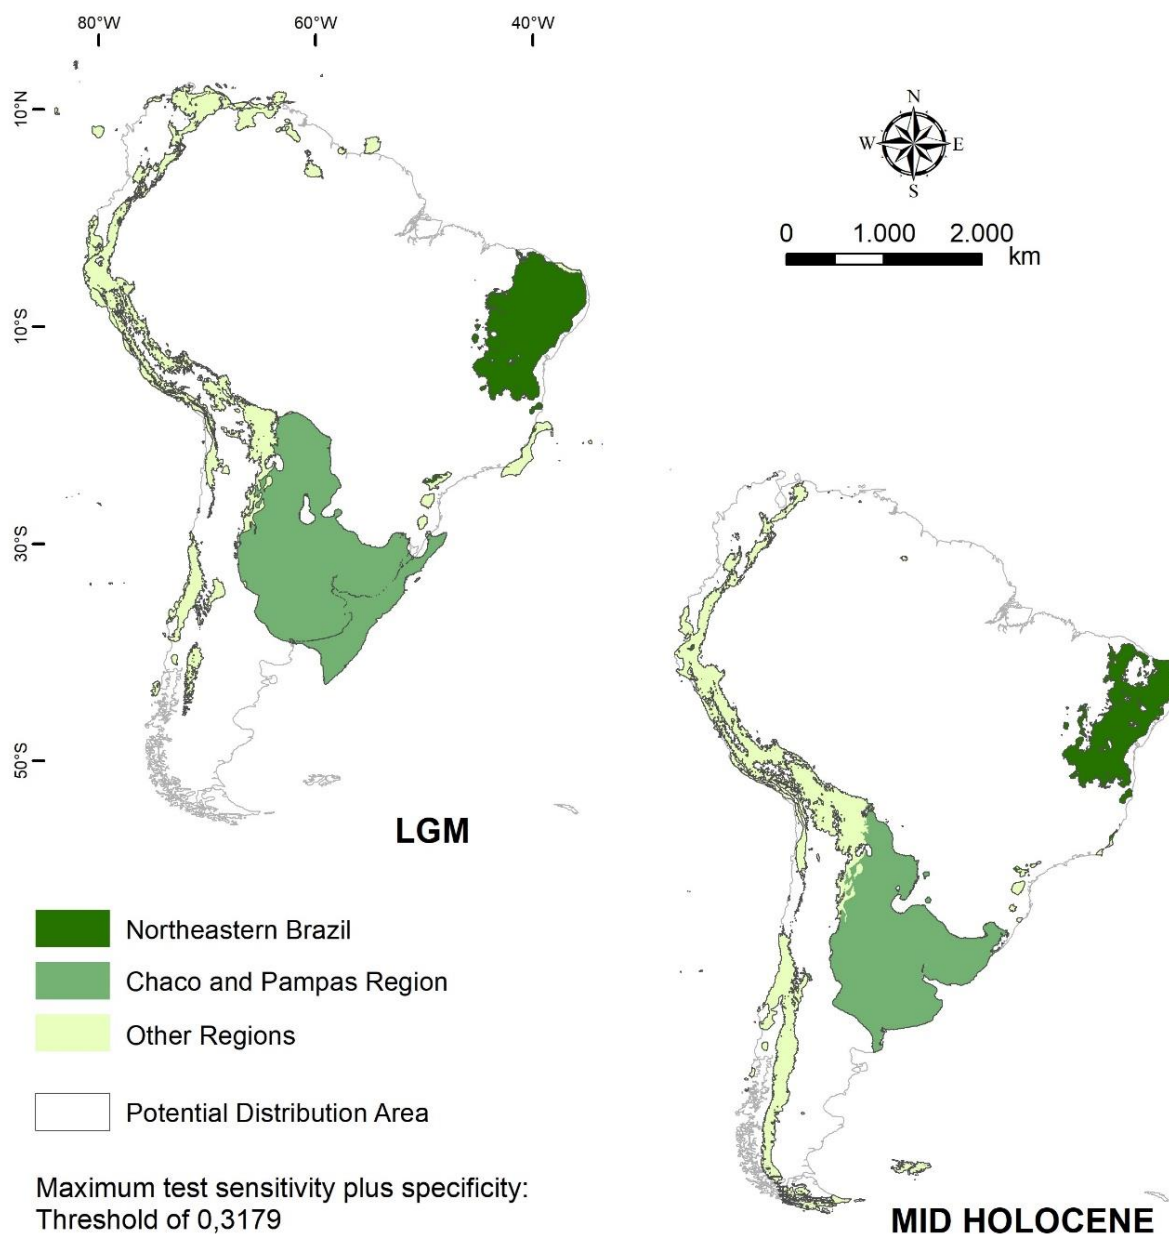 80°W 60°W 40°W
10°N
10°S
30°S
50°S
N
W E
S
0 1.000 2.000
km
LGM
Northeastern Brazil
Chaco and Pampas Region
Other Regions
Potential Distribution Area
Maximum test sensitivity plus specificity:
Threshold of 0,3179
MID HOLOCENE